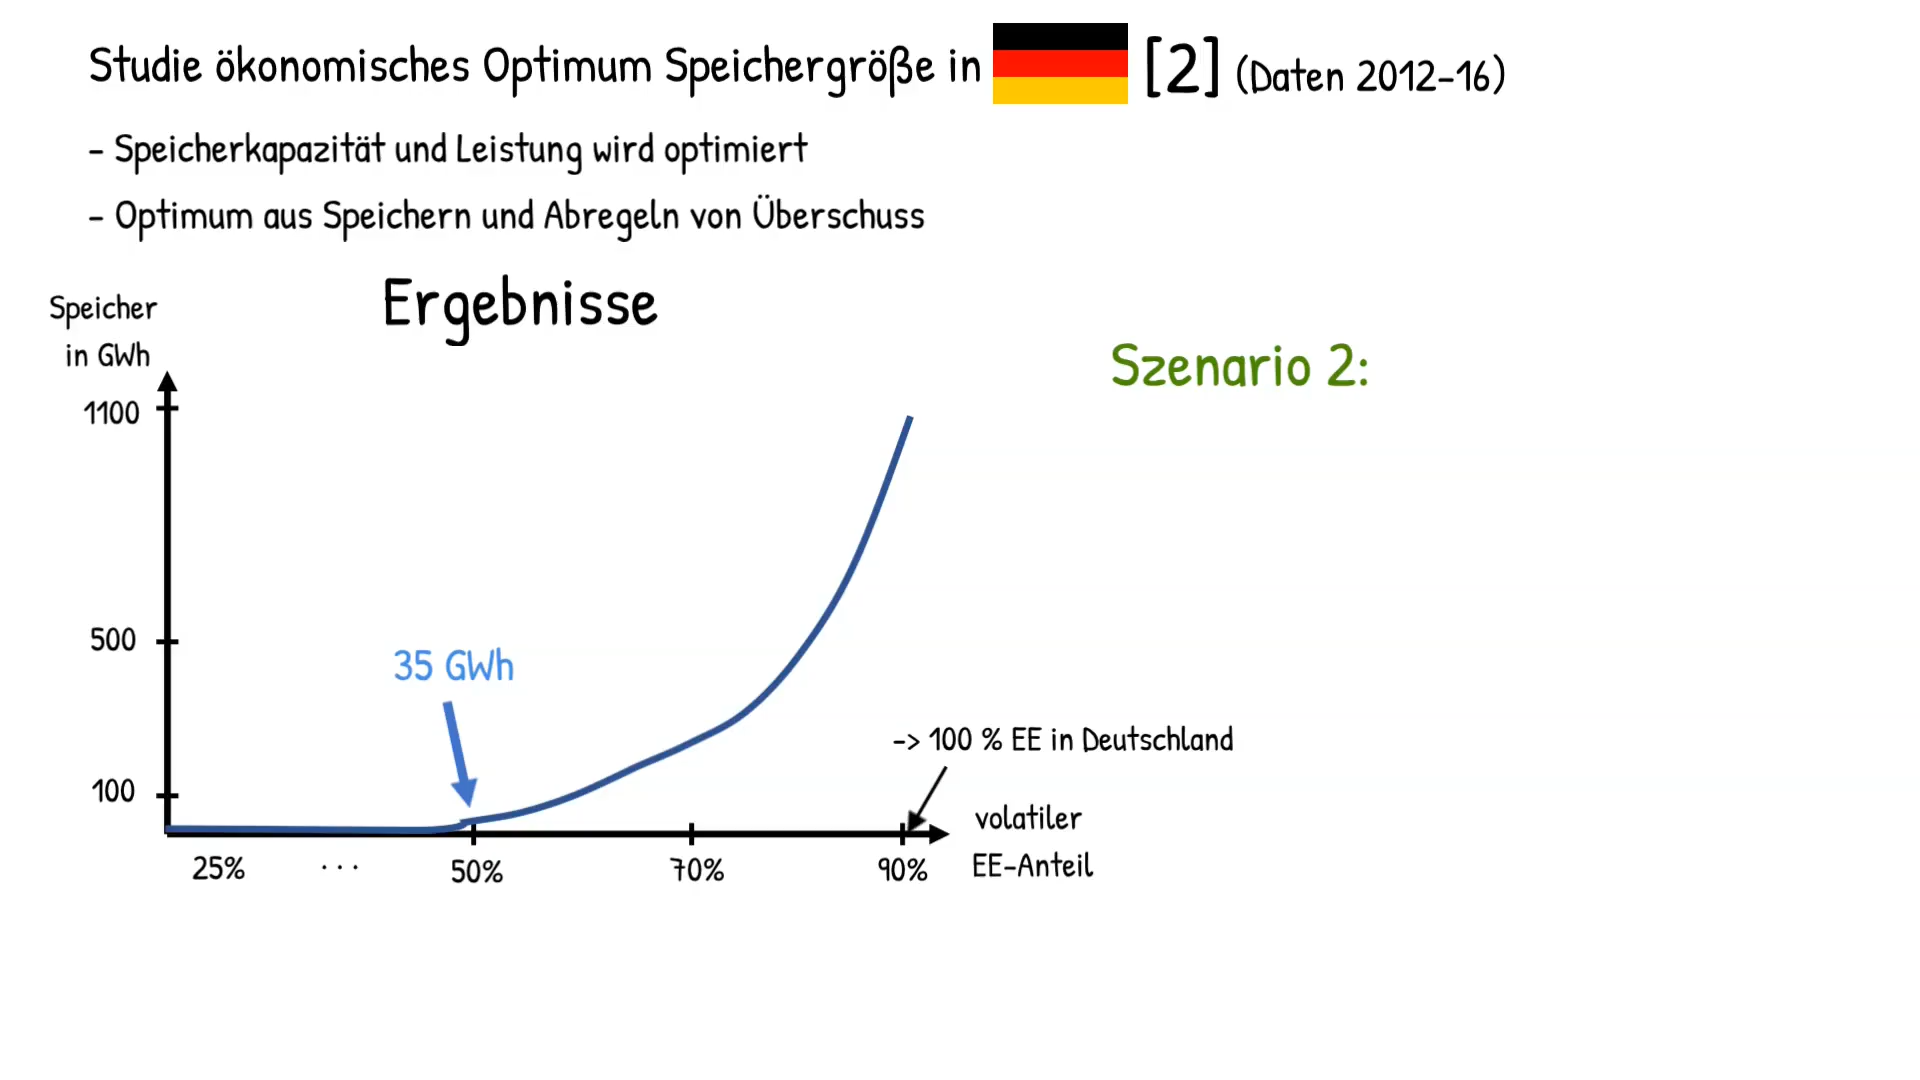 Studie ökonomisches Optimum Speichergröße in [2] (Daten 2012-16)
- Speicherkapazität und Leistung wird optimiert
- Optimum aus Speichern und Abregeln von Überschuss
Ergebnisse
Speicher
in GWh
Szenario 2:
1100
500
35 GWh
-> 100 % EE in Deutschland
100
volatiler
EE-Anteil
25% ... 50% 70% 90%